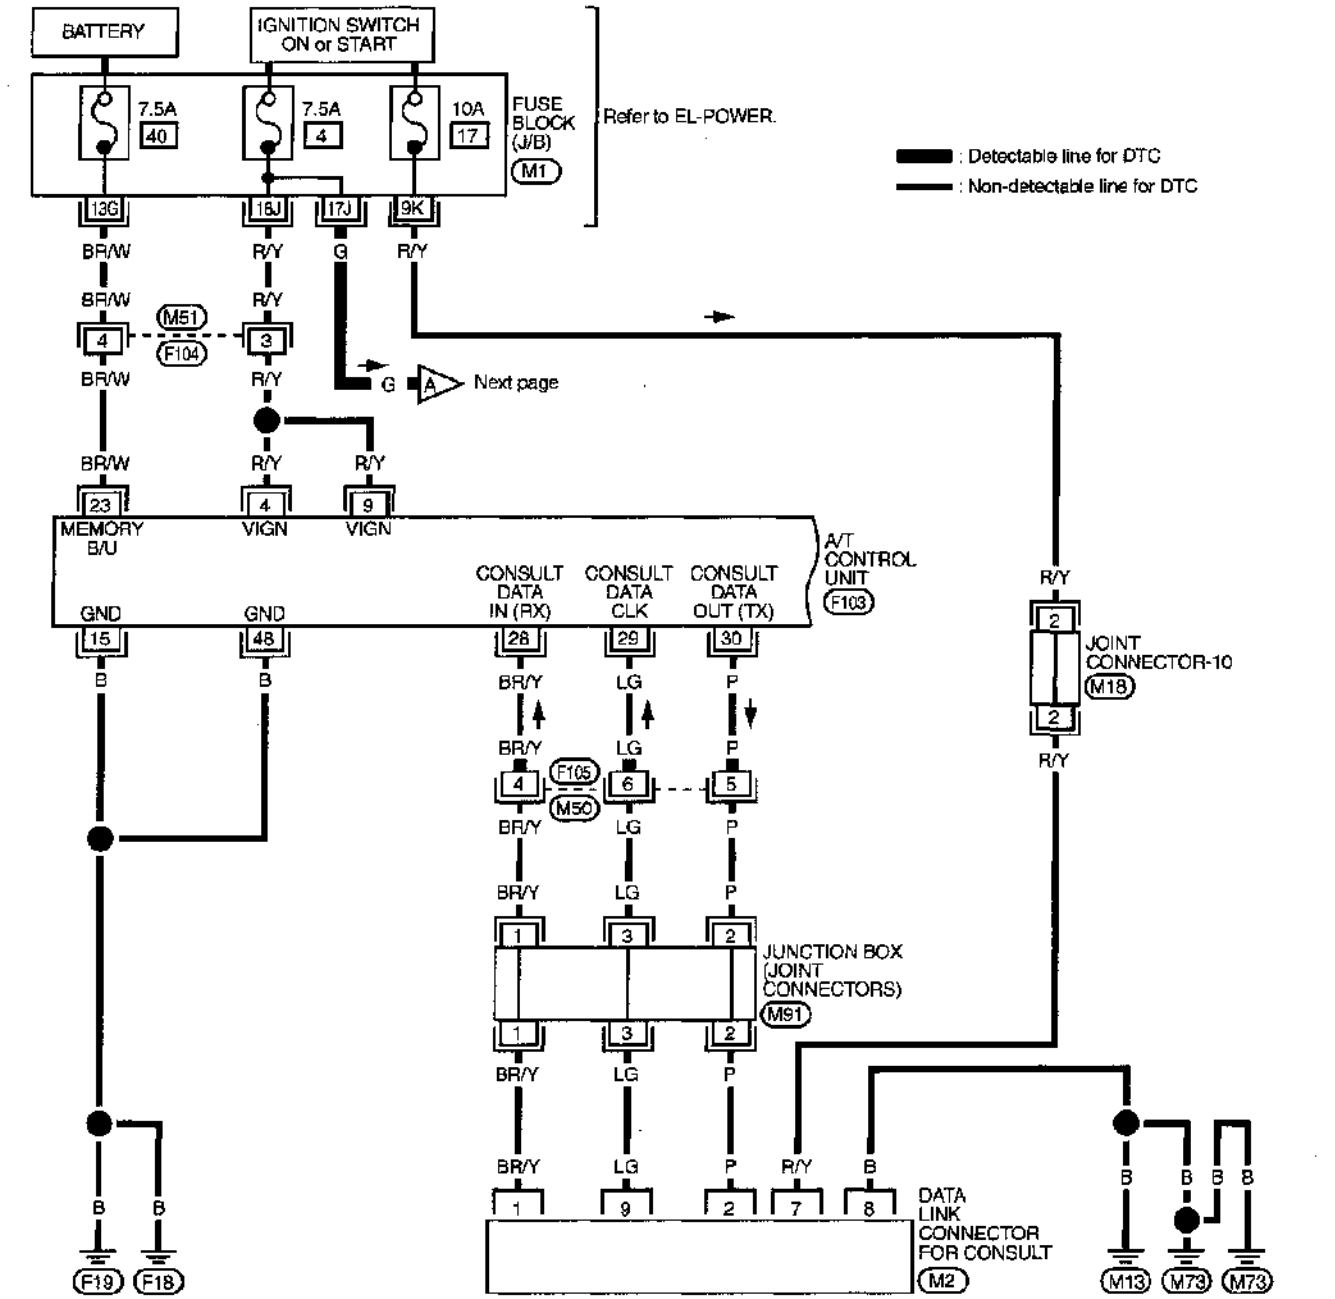 BATTERY
IGNITION SWITCH
ON or START
7.5A
40
7.5A
4
10A
17
FUSE
BLOCK
(J/B)
M1
Refer to EL-POWER.
: Detectable line for DTC
: Non-detectable line for DTC
13G
18J
17J
9K
BR/W
R/Y
G
R/Y
BR/W
R/Y
M51
4
3
F104
BR/W
R/Y
G
A
Next page
BR/W
R/Y
R/Y
23
4
9
MEMORY
B/U
VIGN
VIGN
A/T
CONTROL
UNIT
F103
CONSULT
DATA
IN (RX)
CONSULT
DATA
CLK
CONSULT
DATA
OUT (TX)
GND
GND
15
48
28
29
30
R/Y
2
JOINT
CONNECTOR-10
M18
2
R/Y
B
B
BR/Y
LG
P
BR/Y
LG
P
4
F105
6
5
M50
BR/Y
LG
P
BR/Y
LG
P
1
3
2
JUNCTION BOX
(JOINT
CONNECTORS)
M91
1
3
2
BR/Y
LG
P
BR/Y
LG
P
R/Y
B
1
9
2
7
8
DATA
LINK
CONNECTOR
FOR CONSULT
M2
B
B
F19
F18
B
B
B
B
M13
M73
M73